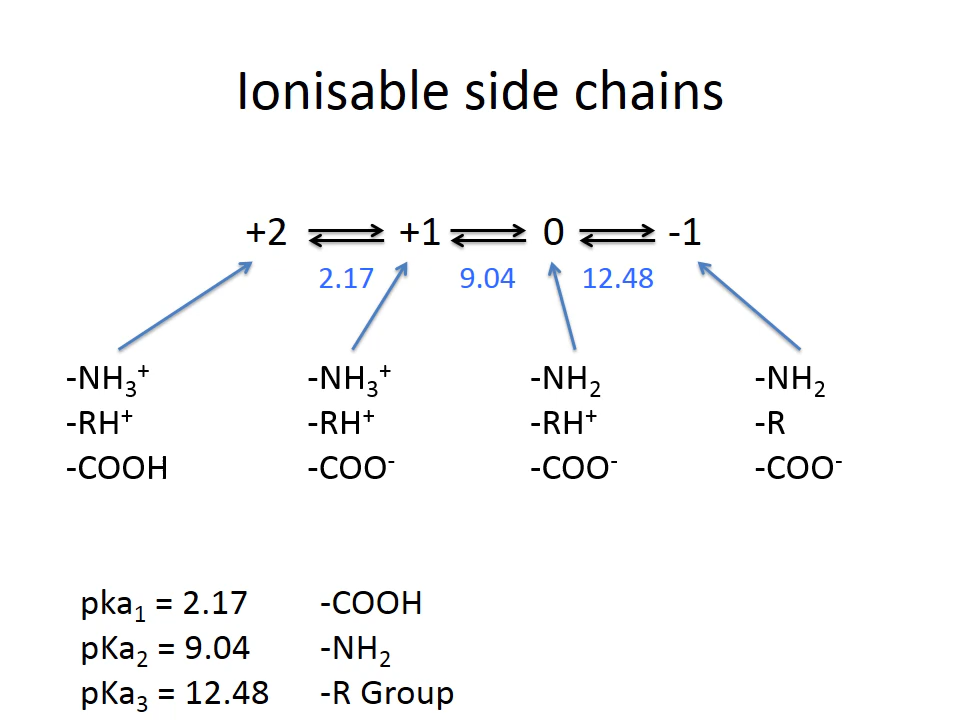 Ionisable side chains
+2 +1 0 -1
2.17 9.04 12.48
-NH₃⁺ -NH₃⁺ -NH₂ -NH₂
-RH⁺ -RH⁺ -RH⁺ -R
-COOH -COO⁻ -COO⁻ -COO⁻
pka₁ = 2.17 -COOH
pKa₂ = 9.04 -NH₂
pKa₃ = 12.48 -R Group